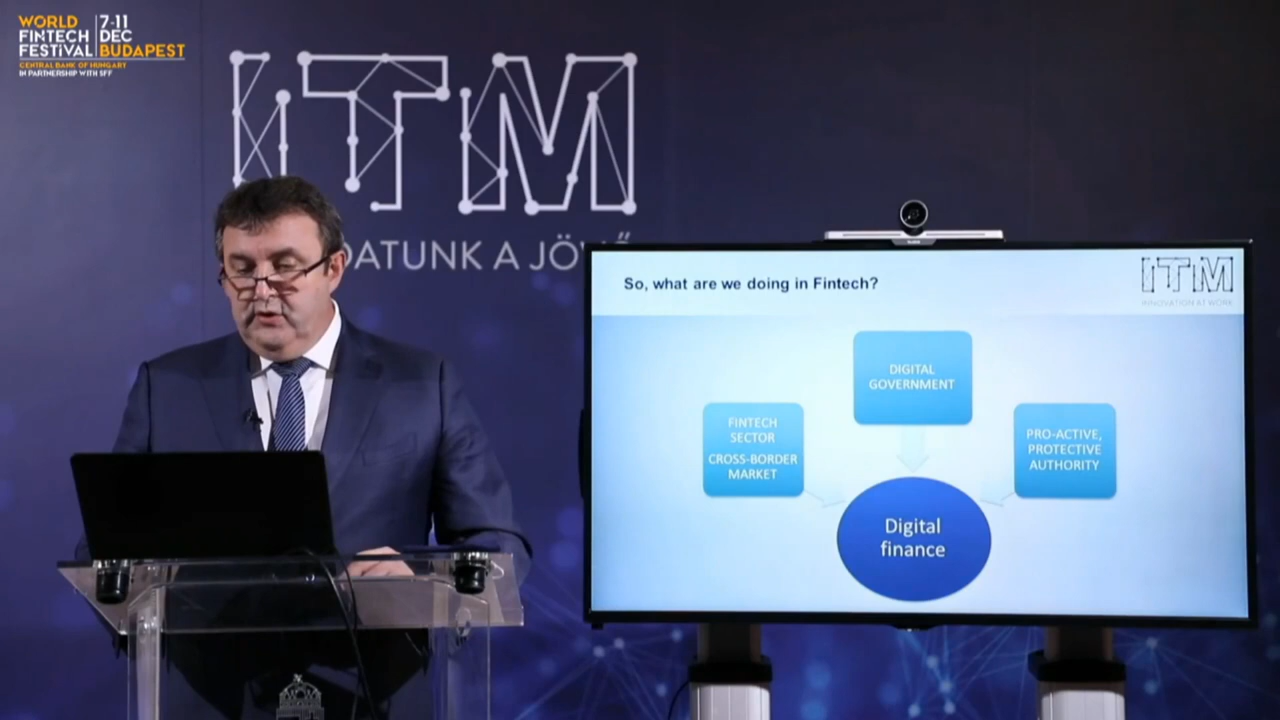 WORLD
FINTECH
FESTIVAL
7-11
DEC
BUDAPEST
CENTRAL BANK OF HUNGARY
IN PARTNERSHIP WITH SFF
ITM
DATUNK A JÖVŐ
So, what are we doing in Fintech?
ITM
INNOVATION AT WORK
DIGITAL
GOVERNMENT
FINTECH
SECTOR
CROSS-BORDER
MARKET
PRO-ACTIVE,
PROTECTIVE
AUTHORITY
Digital
finance